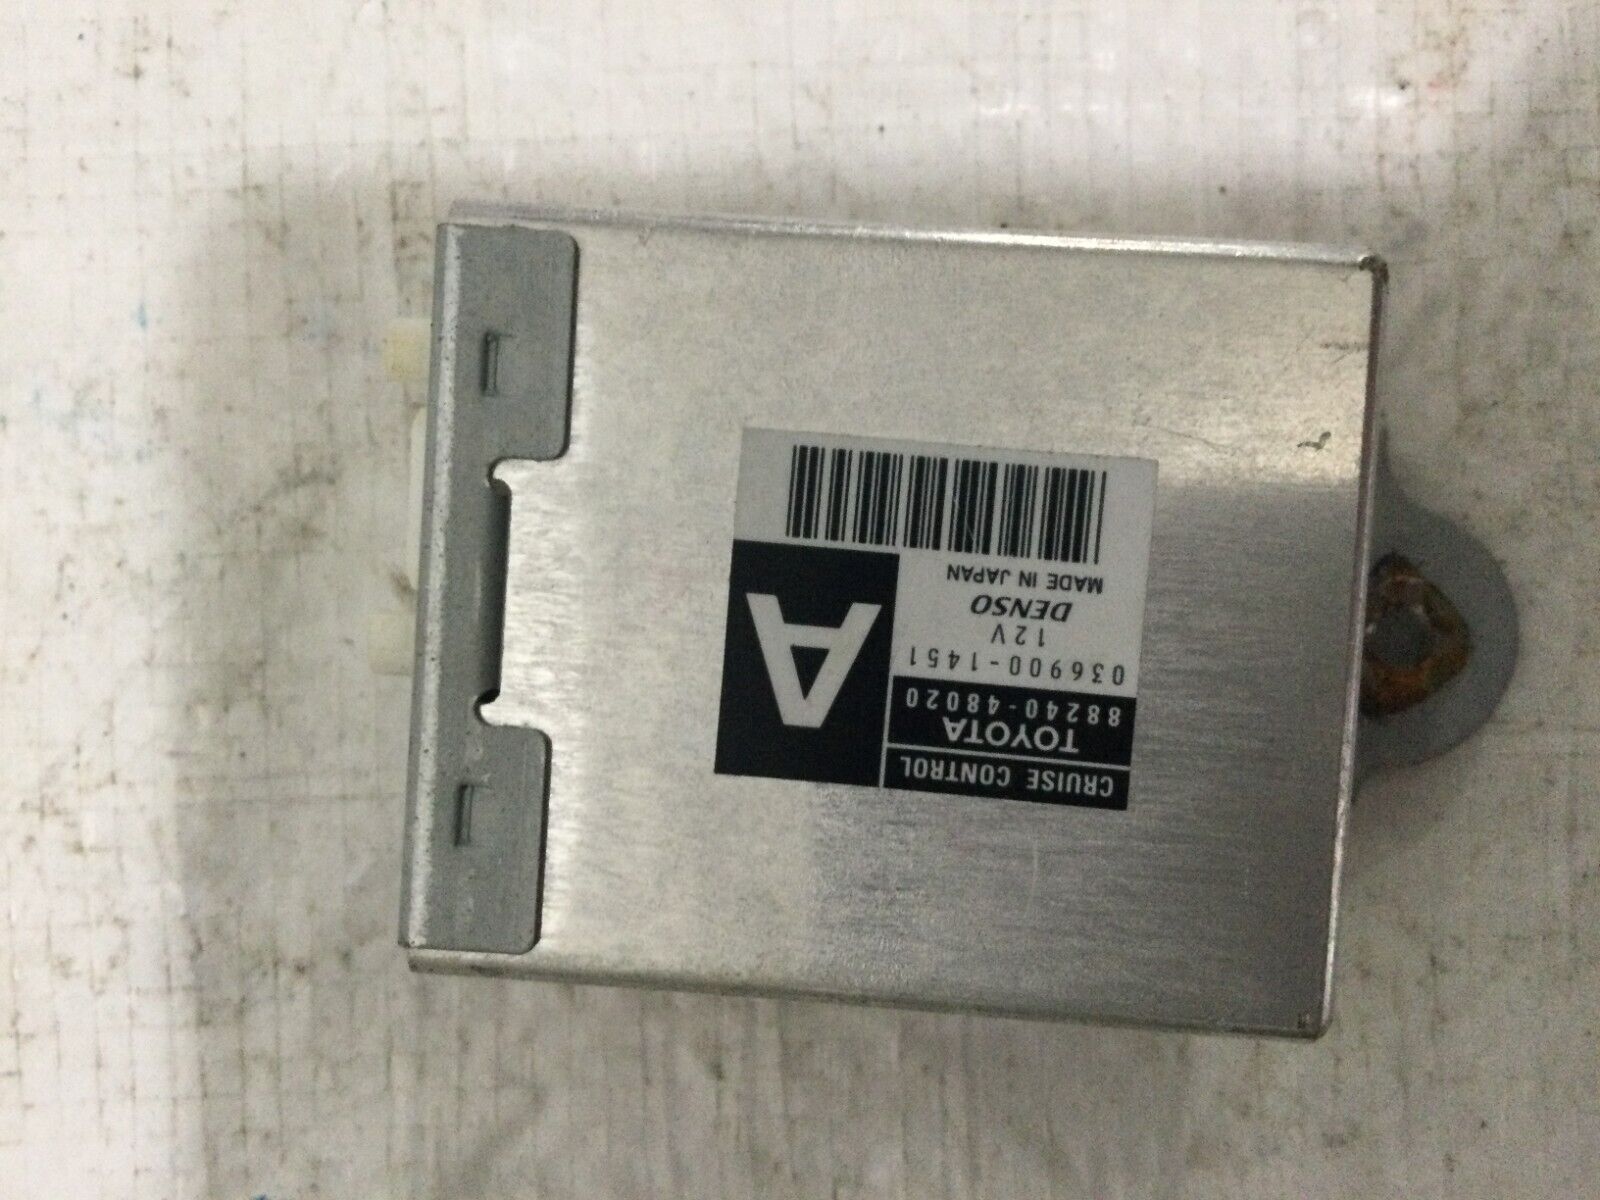 CRUISE CONTROL
TOYOTA
88240-48020
036900-1451
12V
DENSO
MADE IN JAPAN
A